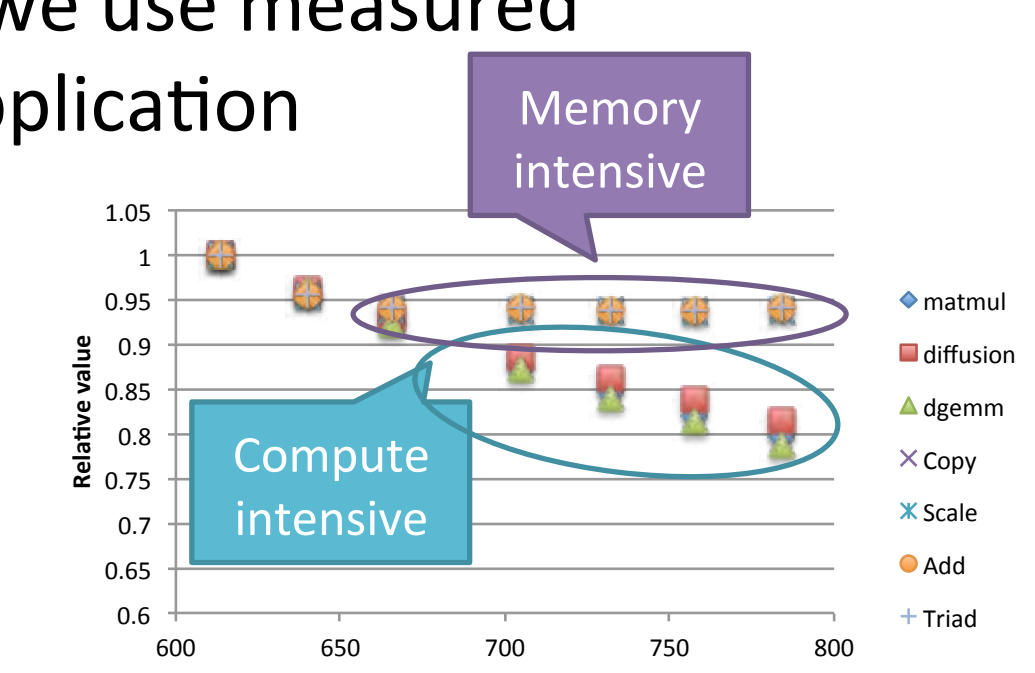 we use measured
pplication
Memory
intensive
Compute
intensive
Relative value
1.05
1
0.95
0.9
0.85
0.8
0.75
0.7
0.65
0.6
600 650 700 750 800
matmul
diffusion
dgemm
Copy
Scale
Add
Triad